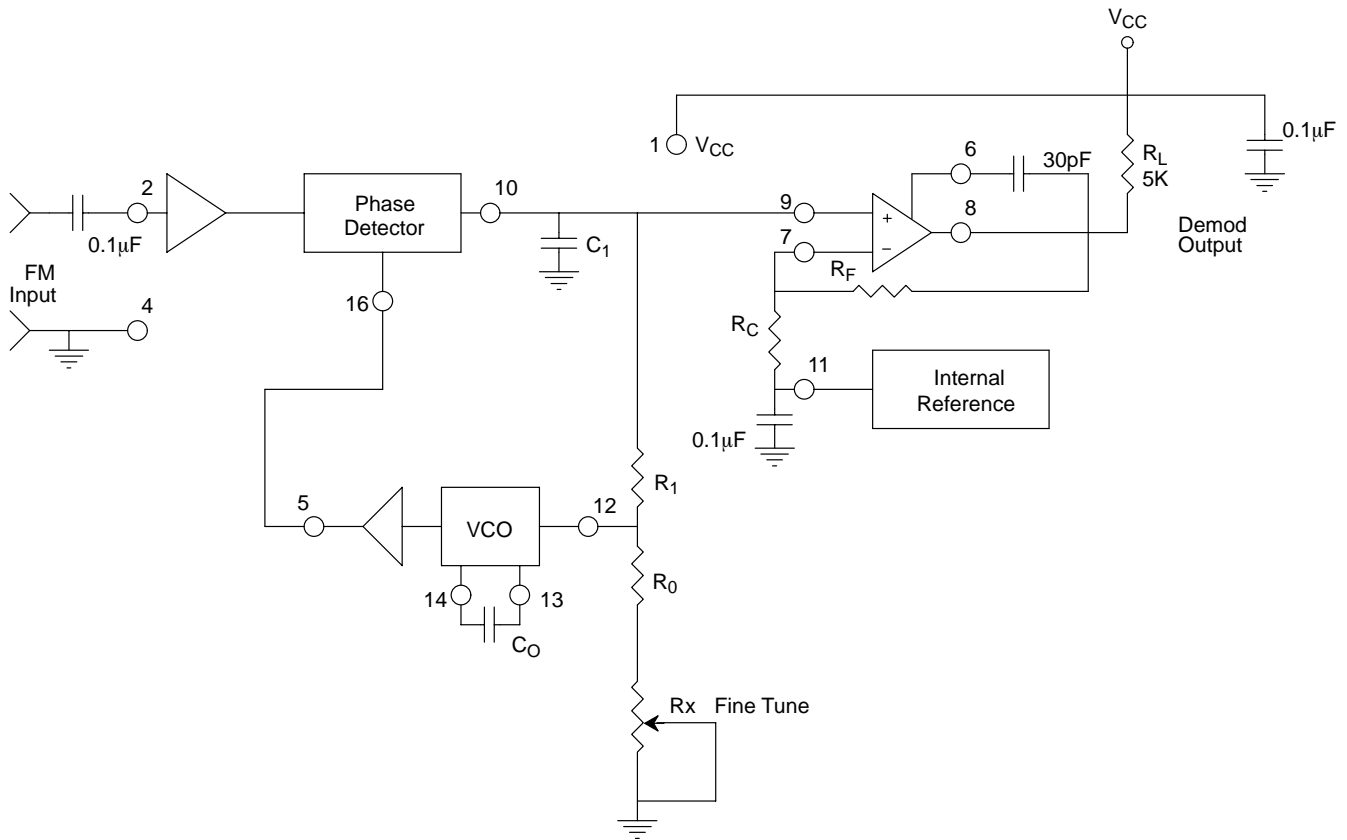 VCC
1 VCC
0.1μF
6
30pF
RL
5K
2
0.1μF
Phase
Detector
10
C1
9
7
+
−
8
Demod
Output
RF
FM
Input
4
16
RC
11
Internal
Reference
0.1μF
R1
5
VCO
12
14
13
CO
R0
Rx Fine Tune